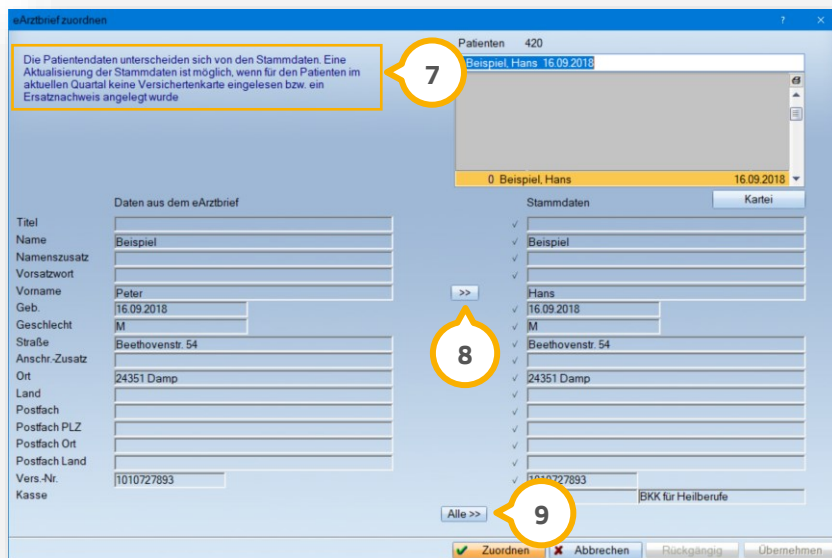 eArztbrief zuordnen
? ×
Patienten 420
Die Patientendaten unterscheiden sich von den Stammdaten. Eine
Aktualisierung der Stammdaten ist möglich, wenn für den Patienten im
aktuellen Quartal keine Versichertenkarte eingelesen bzw. ein
Ersatznachweis angelegt wurde
7
Beispiel, Hans 16.09.2018
0 Beispiel, Hans 16.09.2018
Daten aus dem eArztbrief
Stammdaten
Kartei
Titel
Name Beispiel Beispiel
Namenszusatz
Vorsatzwort
Vorname Peter >> Hans
Geb. 16.09.2018 16.09.2018
Geschlecht M M
8
Straße Beethovenstr. 54 Beethovenstr. 54
Anschr.-Zusatz
Ort 24351 Damp 24351 Damp
Land
Postfach
Postfach PLZ
Postfach Ort
Postfach Land
Vers.-Nr. 1010727893 1010727893
Kasse BKK für Heilberufe
Alle >>
9
Zuordnen Abbrechen Rückgängig Übernehmen